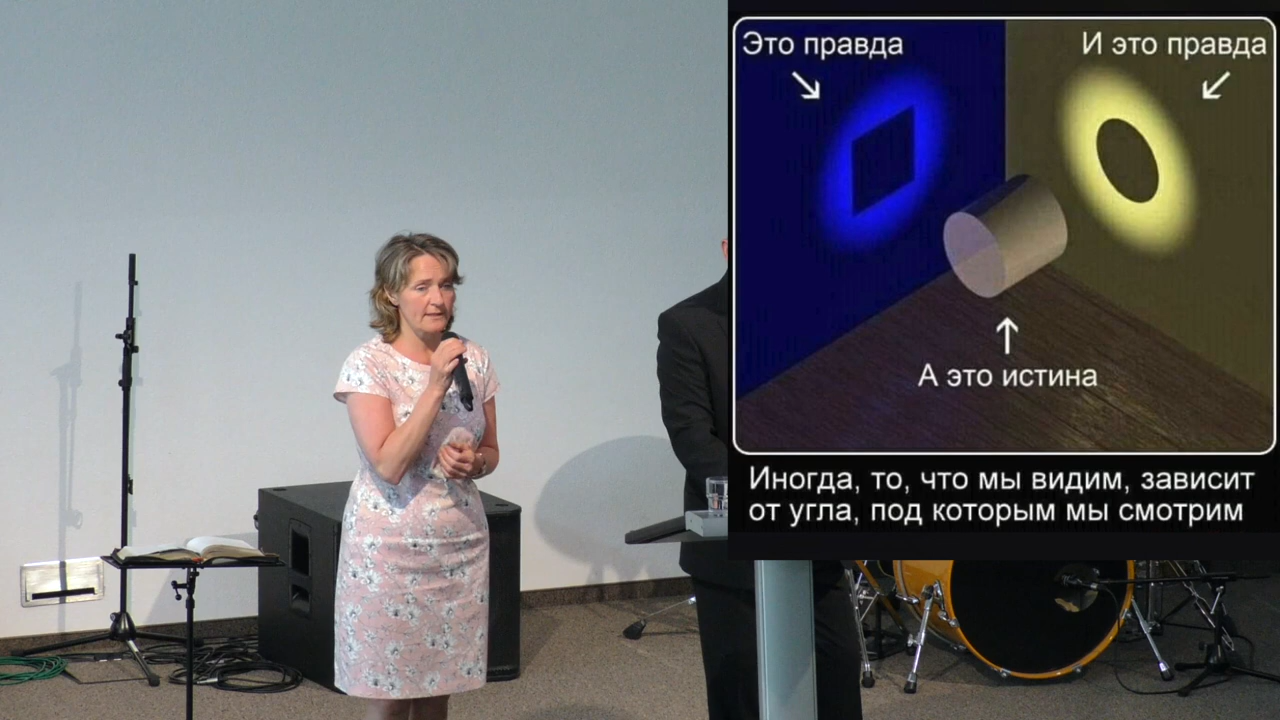 Это правда
И это правда
А это истина
Иногда, то, что мы видим, зависит
от угла, под которым мы смотрим